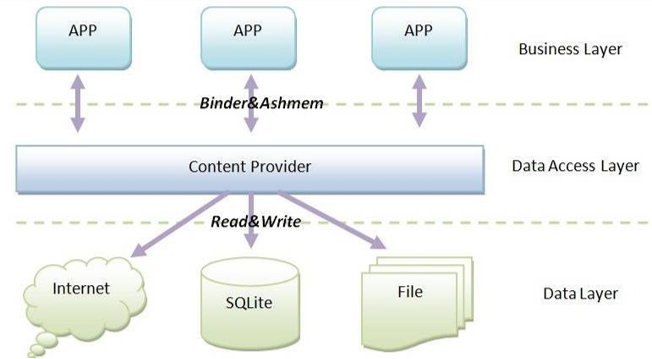 APP
APP
APP
Business Layer
Binder&Ashmem
Content Provider
Data Access Layer
Read&Write
Internet
SQLite
File
Data Layer